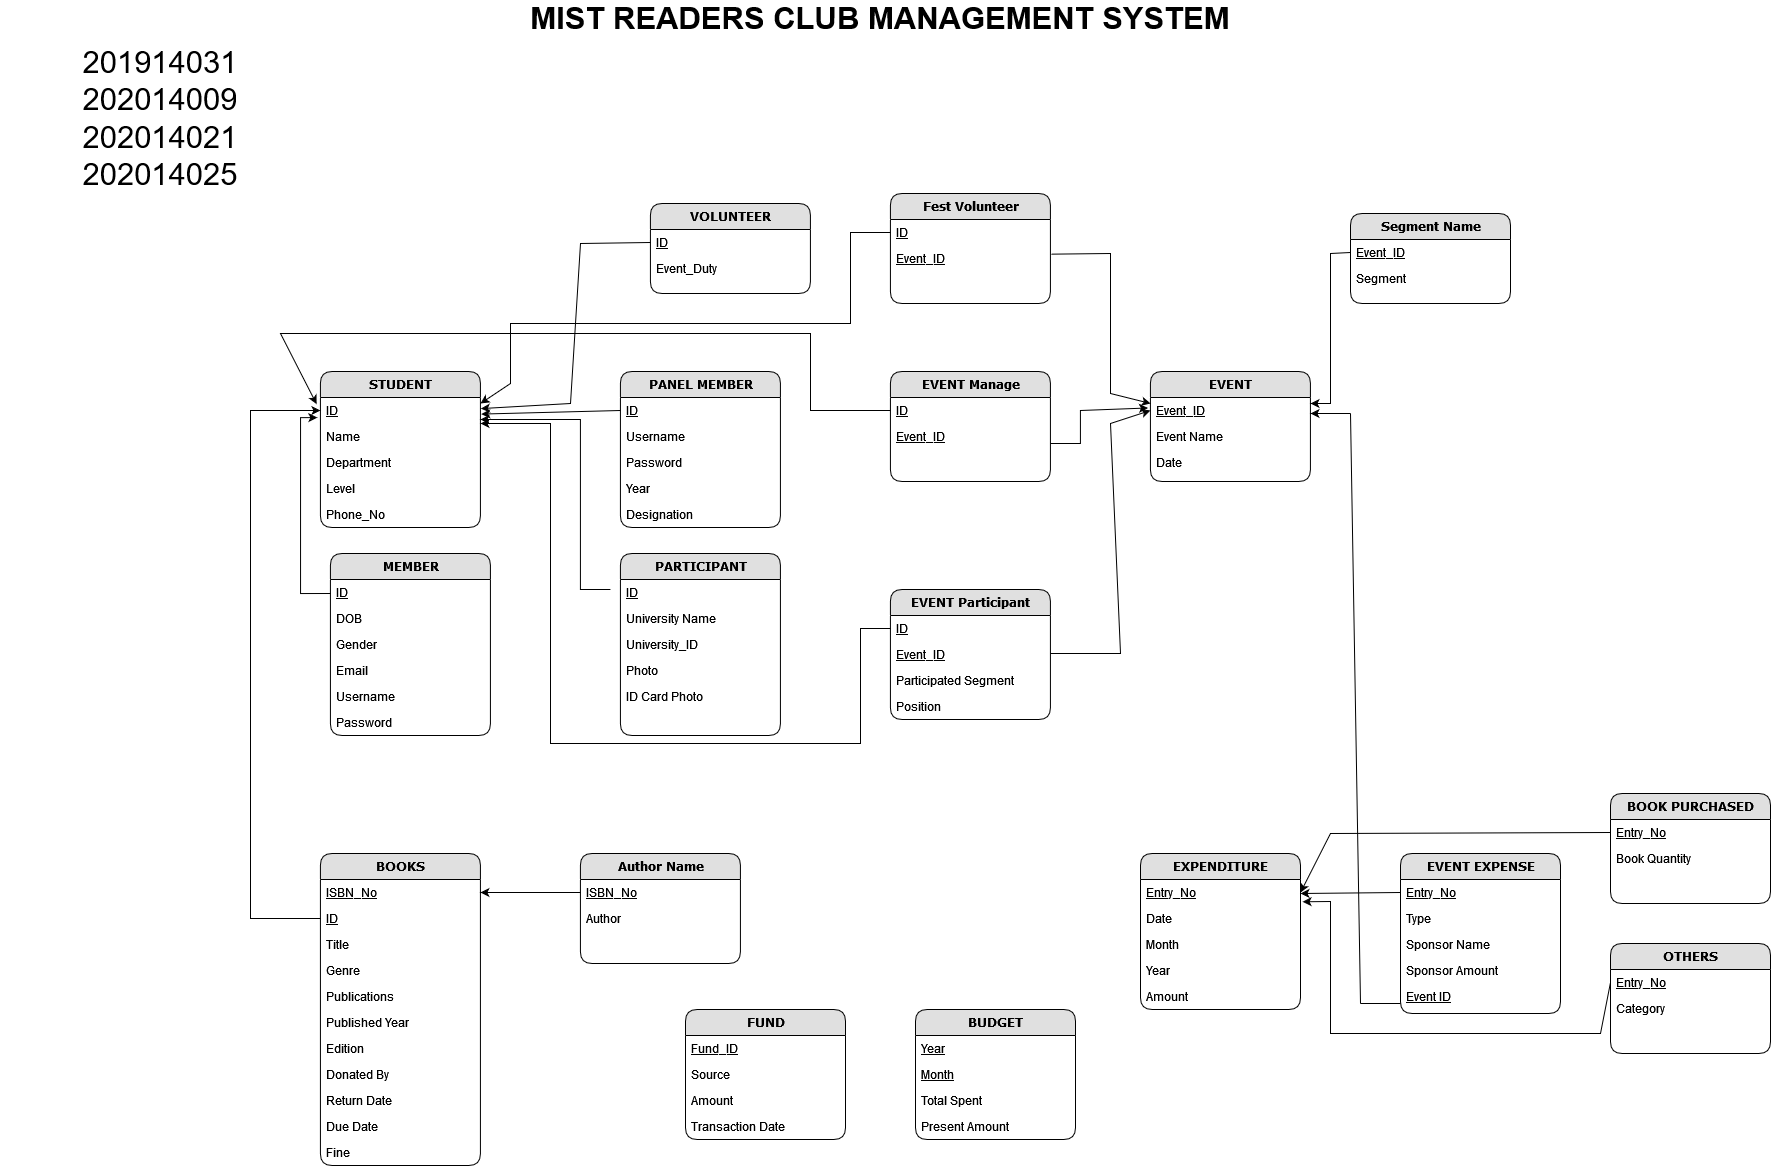 MIST READERS CLUB MANAGEMENT SYSTEM
201914031
202014009
202014021
202014025
VOLUNTEER
ID
Event_Duty
Fest Volunteer
ID
Event_ID
Segment Name
Event_ID
Segment
STUDENT
ID
Name
Department
Level
Phone_No
PANEL MEMBER
ID
Username
Password
Year
Designation
EVENT Manage
ID
Event_ID
EVENT
Event_ID
Event Name
Date
MEMBER
ID
DOB
Gender
Email
Username
Password
PARTICIPANT
ID
University Name
University_ID
Photo
ID Card Photo
EVENT Participant
ID
Event_ID
Participated Segment
Position
BOOKS
ISBN_No
ID
Title
Genre
Publications
Published Year
Edition
Donated By
Return Date
Due Date
Fine
Author Name
ISBN_No
Author
FUND
Fund_ID
Source
Amount
Transaction Date
BUDGET
Year
Month
Total Spent
Present Amount
EXPENDITURE
Entry_No
Date
Month
Year
Amount
EVENT EXPENSE
Entry_No
Type
Sponsor Name
Sponsor Amount
Event ID
BOOK PURCHASED
Entry_No
Book Quantity
OTHERS
Entry_No
Category